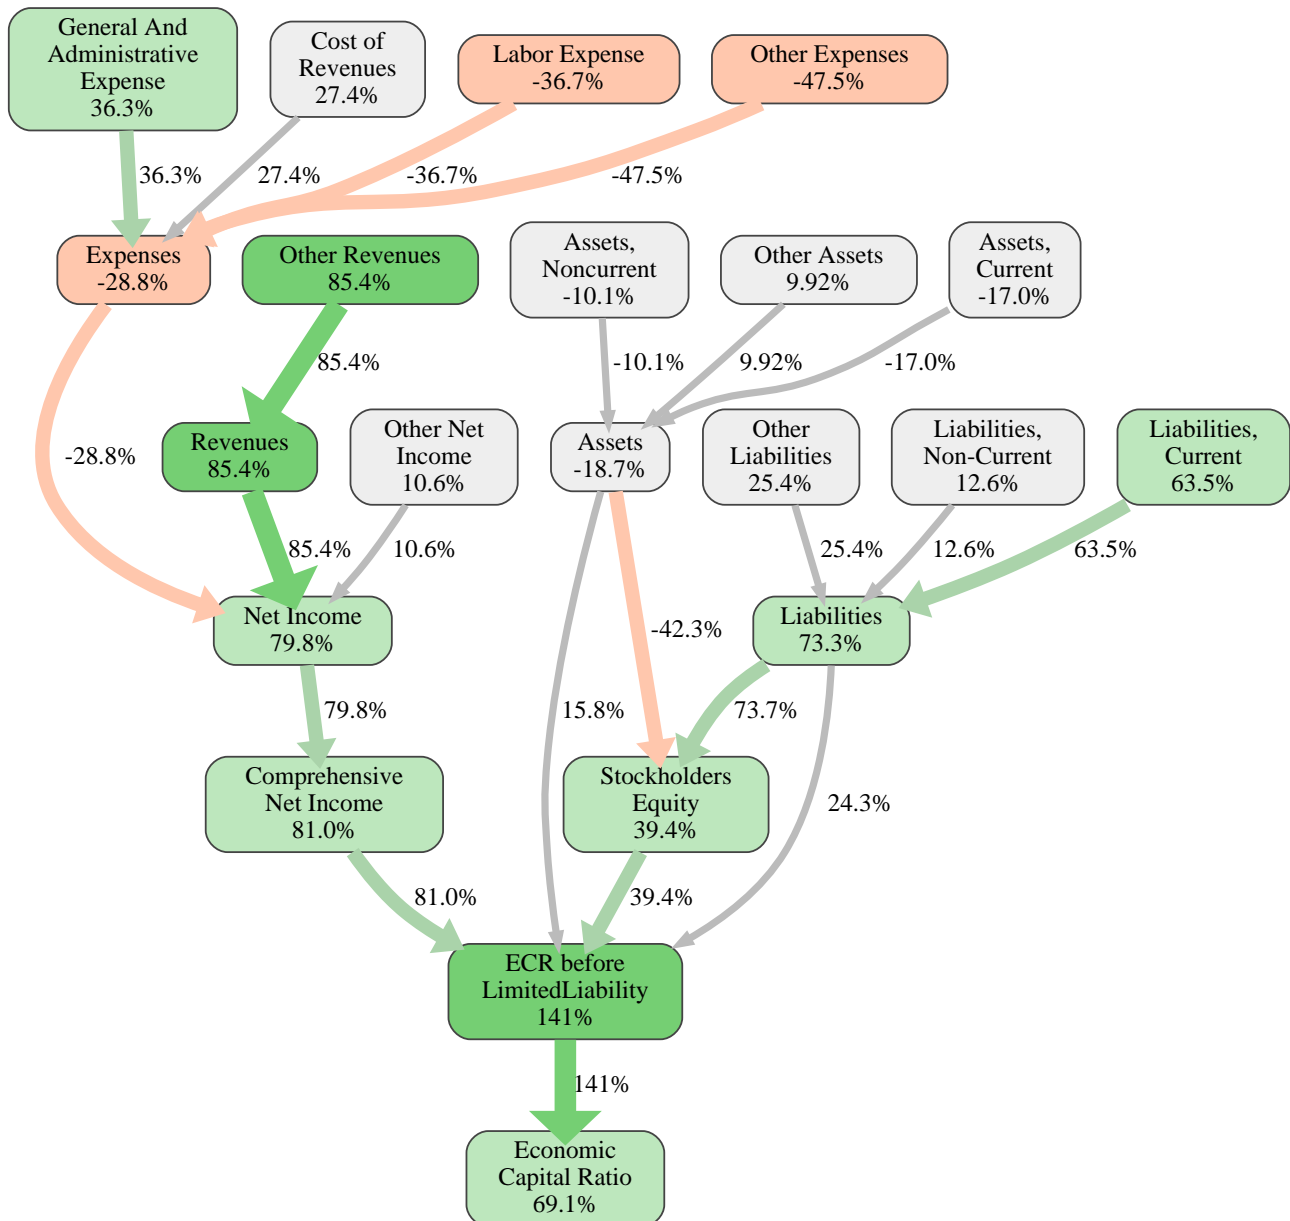 General And
Administrative
Expense
36.3%
Cost of
Revenues
27.4%
Labor Expense
-36.7%
Other Expenses
-47.5%
36.3%
27.4%
-36.7%
-47.5%
Expenses
-28.8%
Other Revenues
85.4%
Assets,
Noncurrent
-10.1%
Other Assets
9.92%
Assets,
Current
-17.0%
85.4%
-10.1%
9.92%
-17.0%
-28.8%
Revenues
85.4%
Other Net
Income
10.6%
Assets
-18.7%
Other
Liabilities
25.4%
Liabilities,
Non-Current
12.6%
Liabilities,
Current
63.5%
85.4%
10.6%
25.4%
12.6%
63.5%
Net Income
79.8%
-42.3%
Liabilities
73.3%
79.8%
15.8%
73.7%
Comprehensive
Net Income
81.0%
Stockholders
Equity
39.4%
24.3%
81.0%
39.4%
ECR before
LimitedLiability
141%
141%
Economic
Capital Ratio
69.1%